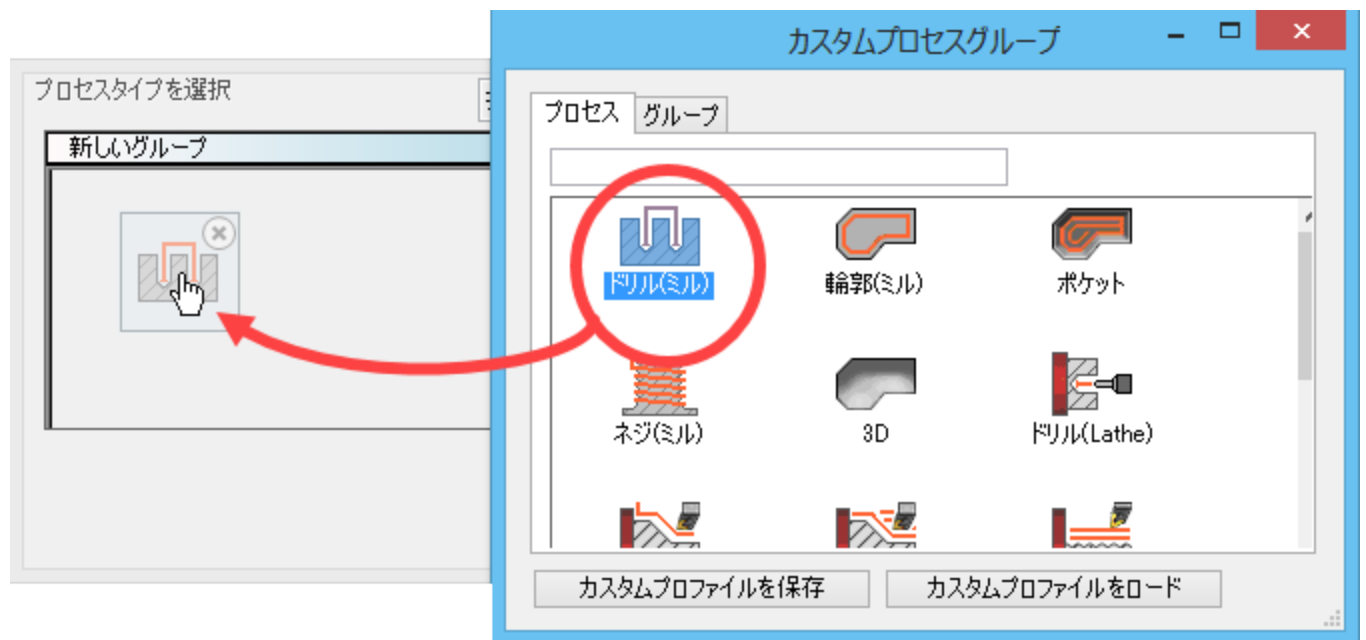 カスタムプロセスグループ
プロセスタイプを選択
新しいグループ
プロセス グループ
ドリル(ミル) 輪郭(ミル) ポケット
ネジ(ミル) 3D ドリル(Lathe)
カスタムプロファイルを保存 カスタムプロファイルをロード